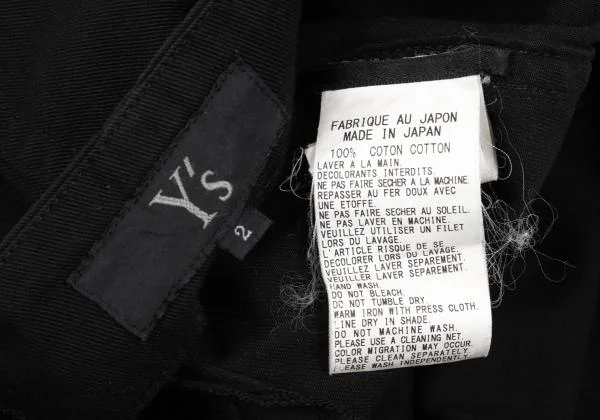 Y's
2
FABRIQUE AU JAPON
MADE IN JAPAN
100% COTON COTTON
LAVER A LA MAIN.
DECOLORANTS INTERDITS.
NE PAS FAIRE SECHER A LA MACHINE.
REPASSER AU FER DOUX AVEC
UNE ETOFFE.
NE PAS FAIRE SECHER AU SOLEIL.
NE PAS LAVER EN MACHINE.
VEUILLEZ UTILISER UN FILET
LORS DU LAVAGE.
L'ARTICLE RISQUE DE SE
DECOLORER LORS DU LAVAGE.
VEUILLEZ LAVER SEPAREMENT.
VEUILLER LAVER SEPAREMENT.
HAND WASH.
DO NOT BLEACH.
DO NOT TUMBLE DRY.
WARM IRON WITH PRESS CLOTH.
LINE DRY IN SHADE.
DO NOT MACHINE WASH.
PLEASE USE A CLEANING NET.
COLOR MIGRATION MAY OCCUR.
PLEASE CLEAN SEPARATELY.
PLEASE WASH INDEPENDENTLY.